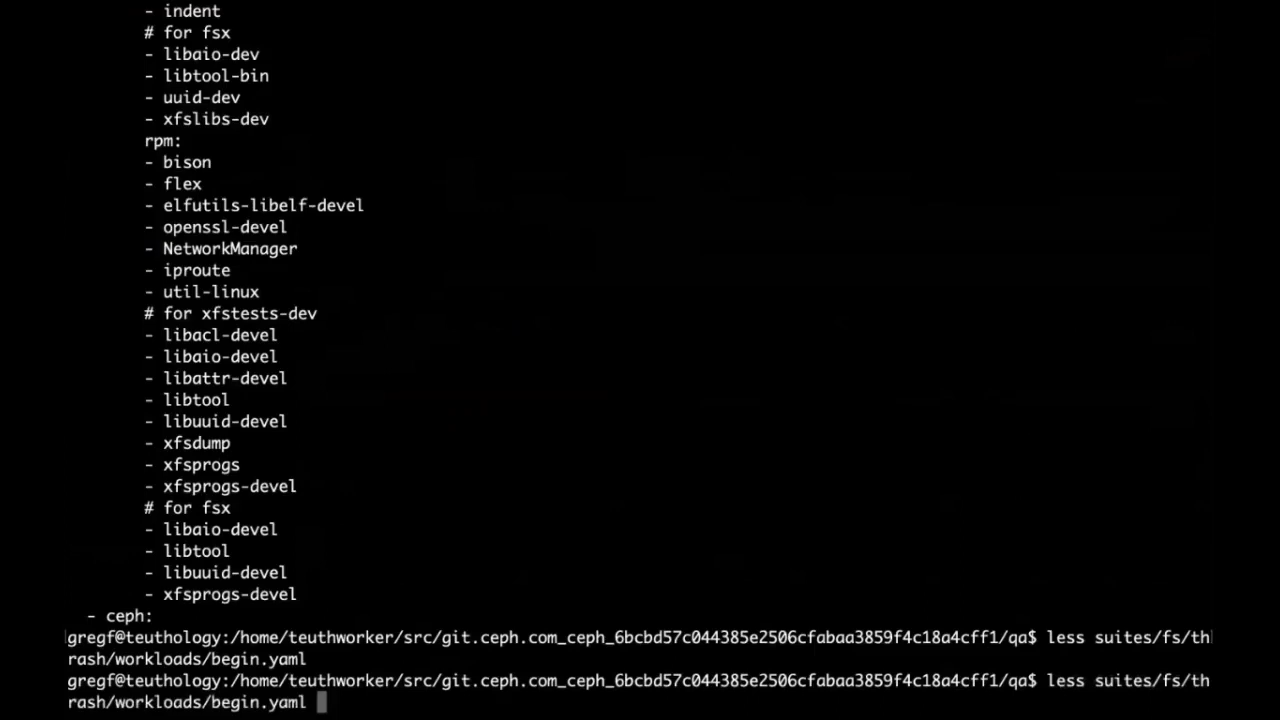 - indent
# for fsx
- libaio-dev
- libtool-bin
- uuid-dev
- xfslibs-dev
rpm:
- bison
- flex
- elfutils-libelf-devel
- openssl-devel
- NetworkManager
- iproute
- util-linux
# for xfstests-dev
- libacl-devel
- libaio-devel
- libattr-devel
- libtool
- libuuid-devel
- xfsdump
- xfsprogs
- xfsprogs-devel
# for fsx
- libaio-devel
- libtool
- libuuid-devel
- xfsprogs-devel
- ceph:
gregf@teuthology:/home/teuthworker/src/git.ceph.com_ceph_6bcbd57c044385e2506cfabaa3859f4c18a4cff1/qa$ less suites/fs/th
rash/workloads/begin.yaml
gregf@teuthology:/home/teuthworker/src/git.ceph.com_ceph_6bcbd57c044385e2506cfabaa3859f4c18a4cff1/qa$ less suites/fs/th
rash/workloads/begin.yaml